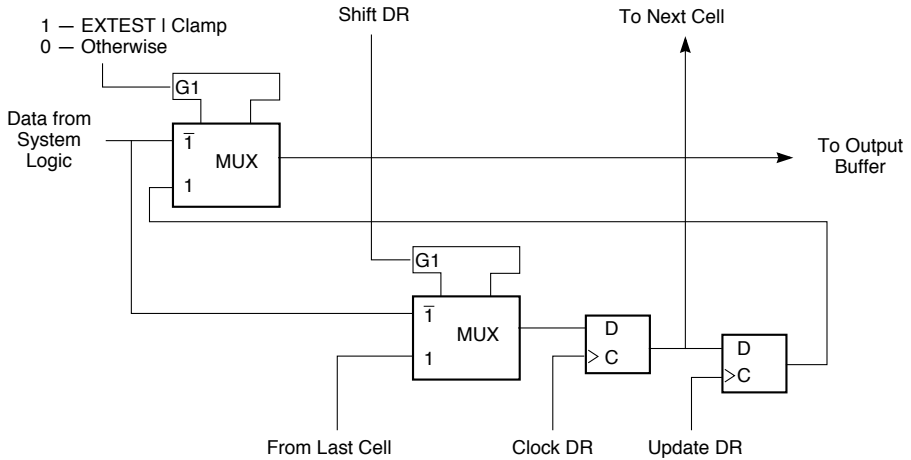 1 — EXTEST | Clamp
0 — Otherwise
Shift DR
To Next Cell
G1
Data from
System
Logic
1̅
MUX
1
To Output
Buffer
G1
1̅
MUX
1
D
C
D
C
From Last Cell
Clock DR
Update DR